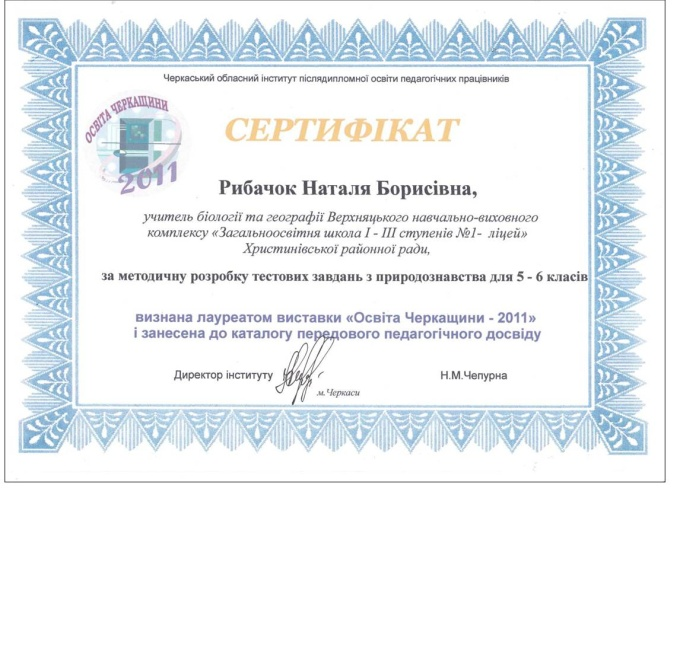 Черкаський обласний інститут післядипломної освіти педагогічних працівників
ОСВІТА ЧЕРКАЩИНИ
2011
СЕРТИФІКАТ
Рибачок Наталя Борисівна,
учитель біології та географії Верхняцького навчально-виховного
комплексу «Загальноосвітня школа І - ІІІ ступенів №1- ліцей»
Христинівської районної ради,
за методичну розробку тестових завдань з природознавства для 5 - 6 класів
визнана лауреатом виставки «Освіта Черкащини - 2011»
і занесена до каталогу передового педагогічного досвіду
Директор інституту
Н.М.Чепурна
м.Черкаси